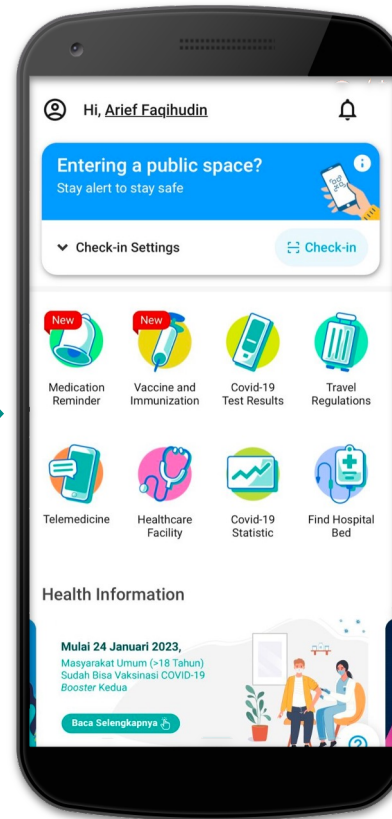 Hi, Arief Faqihudin
Entering a public space?
Stay alert to stay safe
Check-in Settings
Check-in
New
New
Medication
Reminder
Vaccine and
Immunization
Covid-19
Test Results
Travel
Regulations
Telemedicine
Healthcare
Facility
Covid-19
Statistic
Find Hospital
Bed
Health Information
Mulai 24 Januari 2023,
Masyarakat Umum (>18 Tahun)
Sudah Bisa Vaksinasi COVID-19
Booster Kedua
Baca Selengkapnya